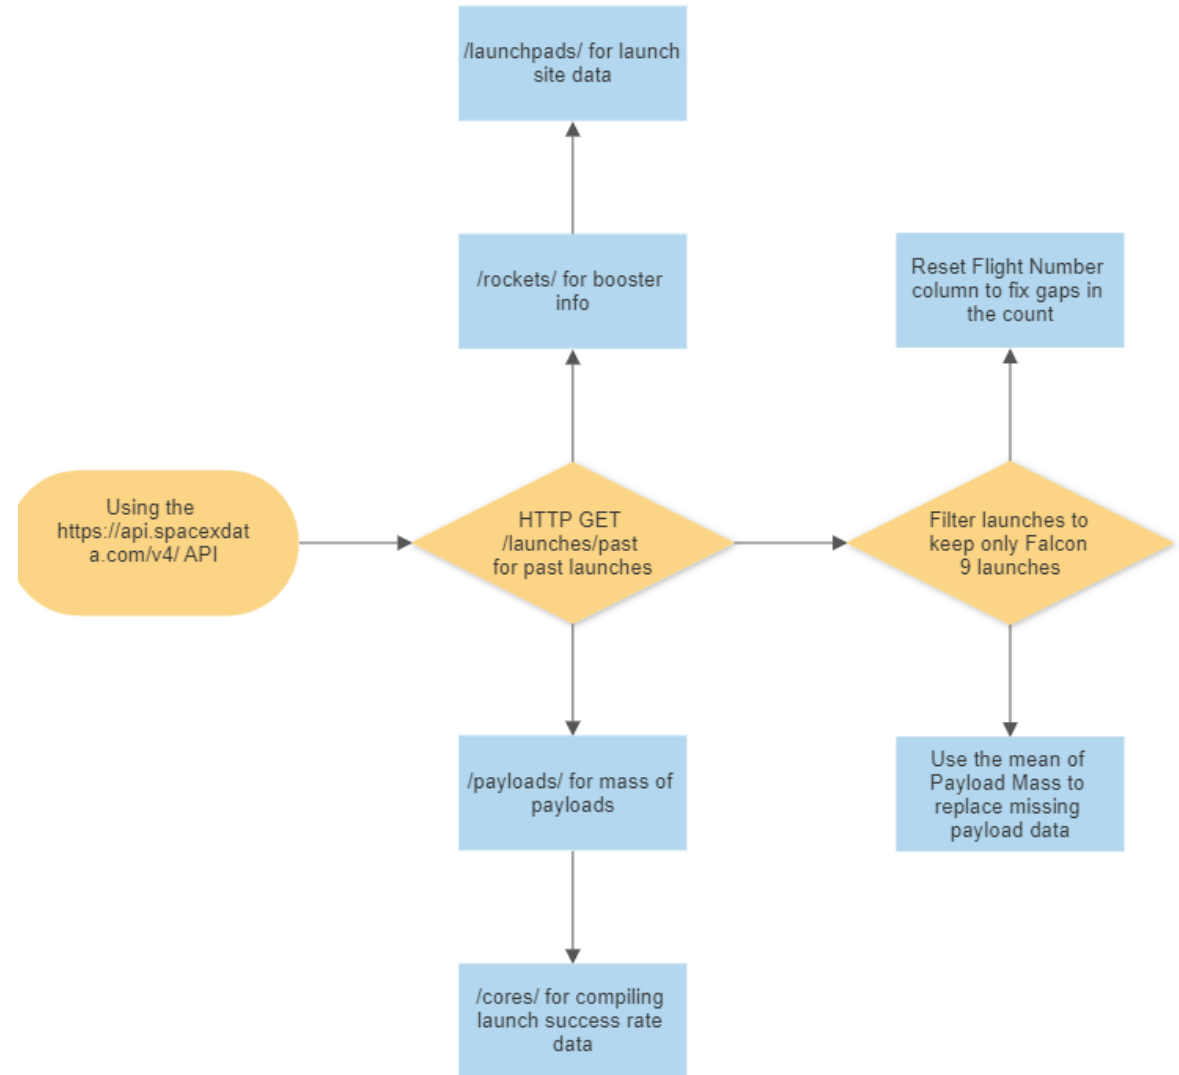 /launchpads/ for launch
site data
/rockets/ for booster
info
Reset Flight Number
column to fix gaps in
the count
Using the
https://api.spacexdat
a.com/v4/ API
HTTP GET
/launches/past
for past launches
Filter launches to
keep only Falcon
9 launches
/payloads/ for mass of
payloads
Use the mean of
Payload Mass to
replace missing
payload data
/cores/ for compiling
launch success rate
data